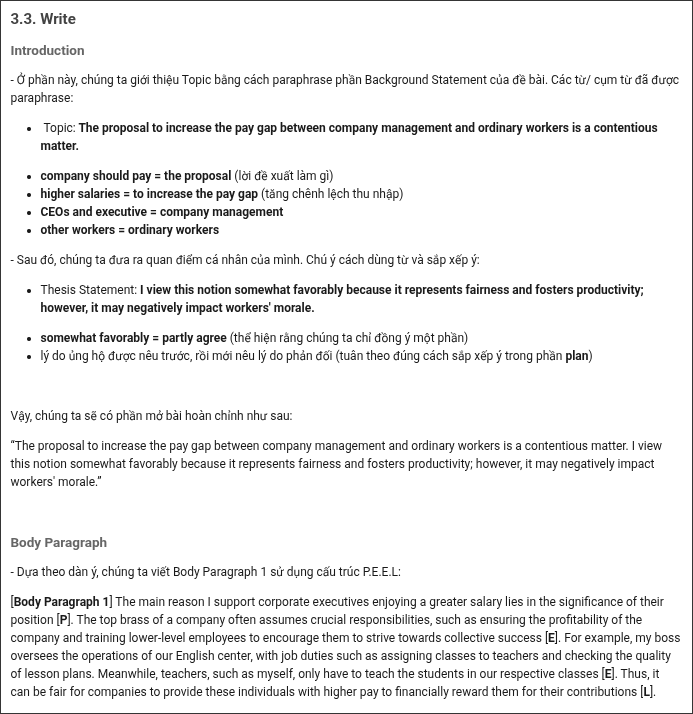 3.3. Write
Introduction
- Ở phần này, chúng ta giới thiệu Topic bằng cách paraphrase phần Background Statement của đề bài. Các từ/ cụm từ đã được
paraphrase:
• Topic: The proposal to increase the pay gap between company management and ordinary workers is a contentious
matter.
• company should pay = the proposal (lời đề xuất làm gì)
• higher salaries = to increase the pay gap (tăng chênh lệch thu nhập)
• CEOs and executive = company management
• other workers = ordinary workers
- Sau đó, chúng ta đưa ra quan điểm cá nhân của mình. Chú ý cách dùng từ và sắp xếp ý:
• Thesis Statement: I view this notion somewhat favorably because it represents fairness and fosters productivity;
however, it may negatively impact workers' morale.
• somewhat favorably = partly agree (thể hiện rằng chúng ta chỉ đồng ý một phần)
• lý do ủng hộ được nêu trước, rồi mới nêu lý do phản đối (tuân theo đúng cách sắp xếp ý trong phần plan)
Vậy, chúng ta sẽ có phần mở bài hoàn chỉnh như sau:
“The proposal to increase the pay gap between company management and ordinary workers is a contentious matter. I view
this notion somewhat favorably because it represents fairness and fosters productivity; however, it may negatively impact
workers' morale.”
Body Paragraph
- Dựa theo dàn ý, chúng ta viết Body Paragraph 1 sử dụng cấu trúc P.E.E.L:
[Body Paragraph 1] The main reason I support corporate executives enjoying a greater salary lies in the significance of their
position [P]. The top brass of a company often assumes crucial responsibilities, such as ensuring the profitability of the
company and training lower-level employees to encourage them to strive towards collective success [E]. For example, my boss
oversees the operations of our English center, with job duties such as assigning classes to teachers and checking the quality
of lesson plans. Meanwhile, teachers, such as myself, only have to teach the students in our respective classes [E]. Thus, it
can be fair for companies to provide these individuals with higher pay to financially reward them for their contributions [L].